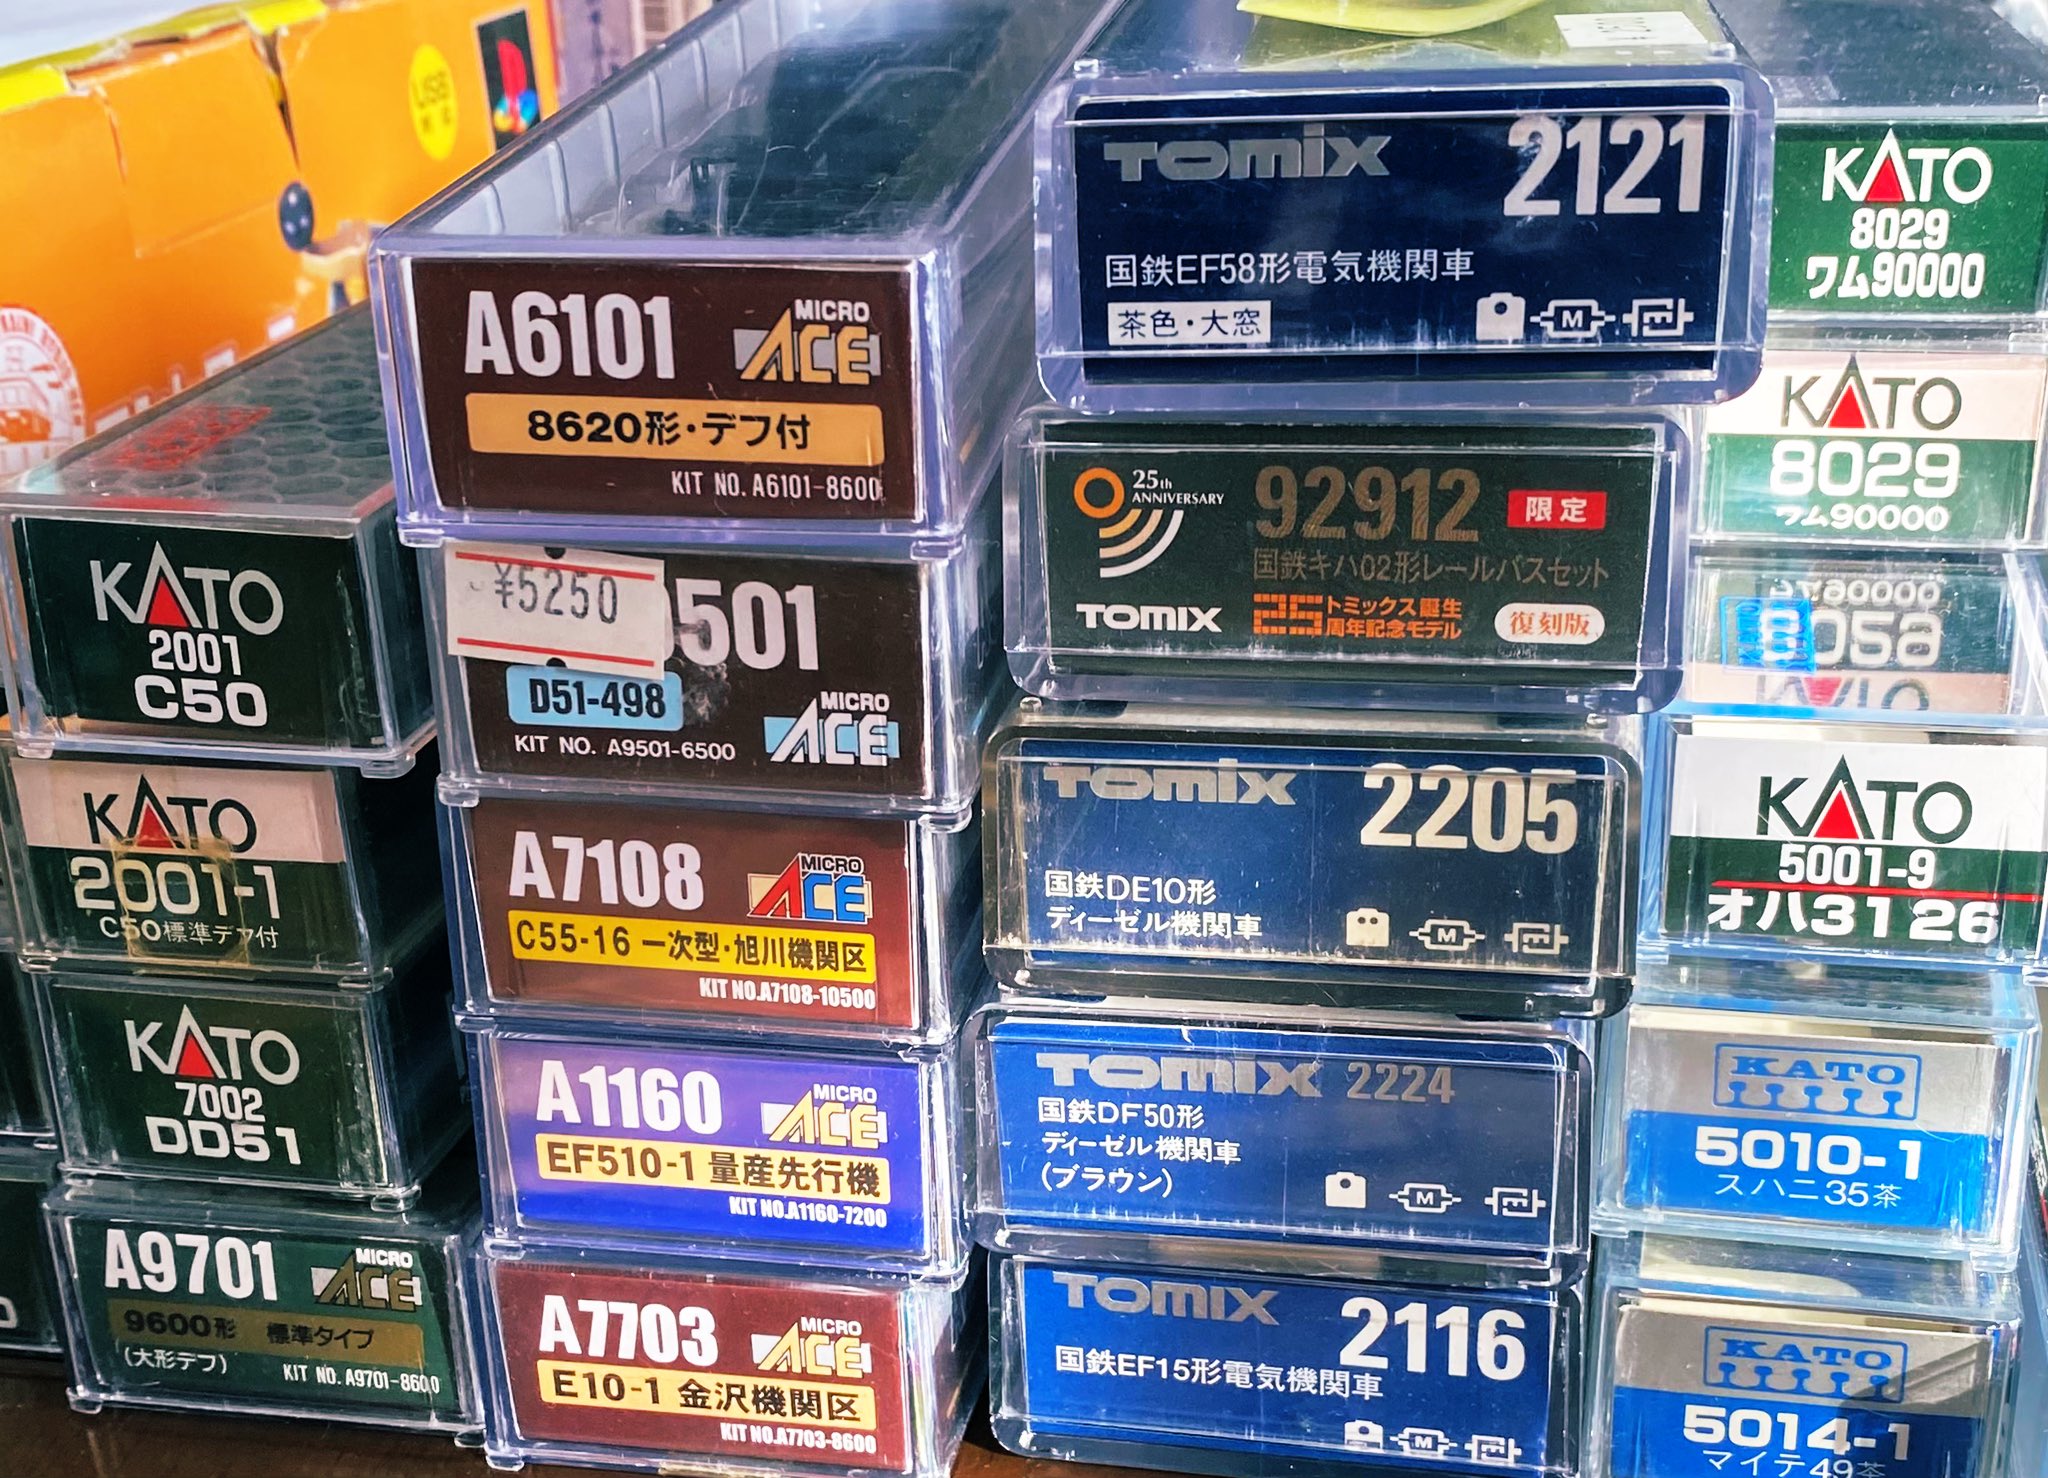 USB
KATO
2001
C50
KATO
2001-1
C50標準デフ付
KATO
7002
DD51
A9701
MICRO
ACE
9600形 標準タイプ
(大形デフ)
KIT NO. A9701-8600
A6101
MICRO
ACE
8620形・デフ付
KIT NO. A6101-8600
¥5250
501
D51-498
MICRO
ACE
KIT NO. A9501-6500
A7108
MICRO
ACE
C55-16 一次型・旭川機関区
KIT NO.A7108-10500
A1160
MICRO
ACE
EF510-1 量産先行機
KIT NO.A1160-7200
A7703
MICRO
ACE
E10-1 金沢機関区
KIT NO.A7703-8600
TOMIX
2121
国鉄EF58形電気機関車
茶色・大窓
M
25th
ANNIVERSARY
92912
限定
国鉄キハ02形レールバスセット
TOMIX
25
トミックス誕生
周年記念モデル
復刻版
TOMIX
2205
国鉄DE10形
ディーゼル機関車
M
TOMIX 2224
国鉄DF50形
ディーゼル機関車
(ブラウン)
M
TOMIX
2116
国鉄EF15形電気機関車
M
KATO
8029
ワム90000
KATO
8029
ワム90000
KATO
5001-9
オハ31 26
KATO
5010-1
スハニ35茶
KATO
5014-1
マイテ49茶